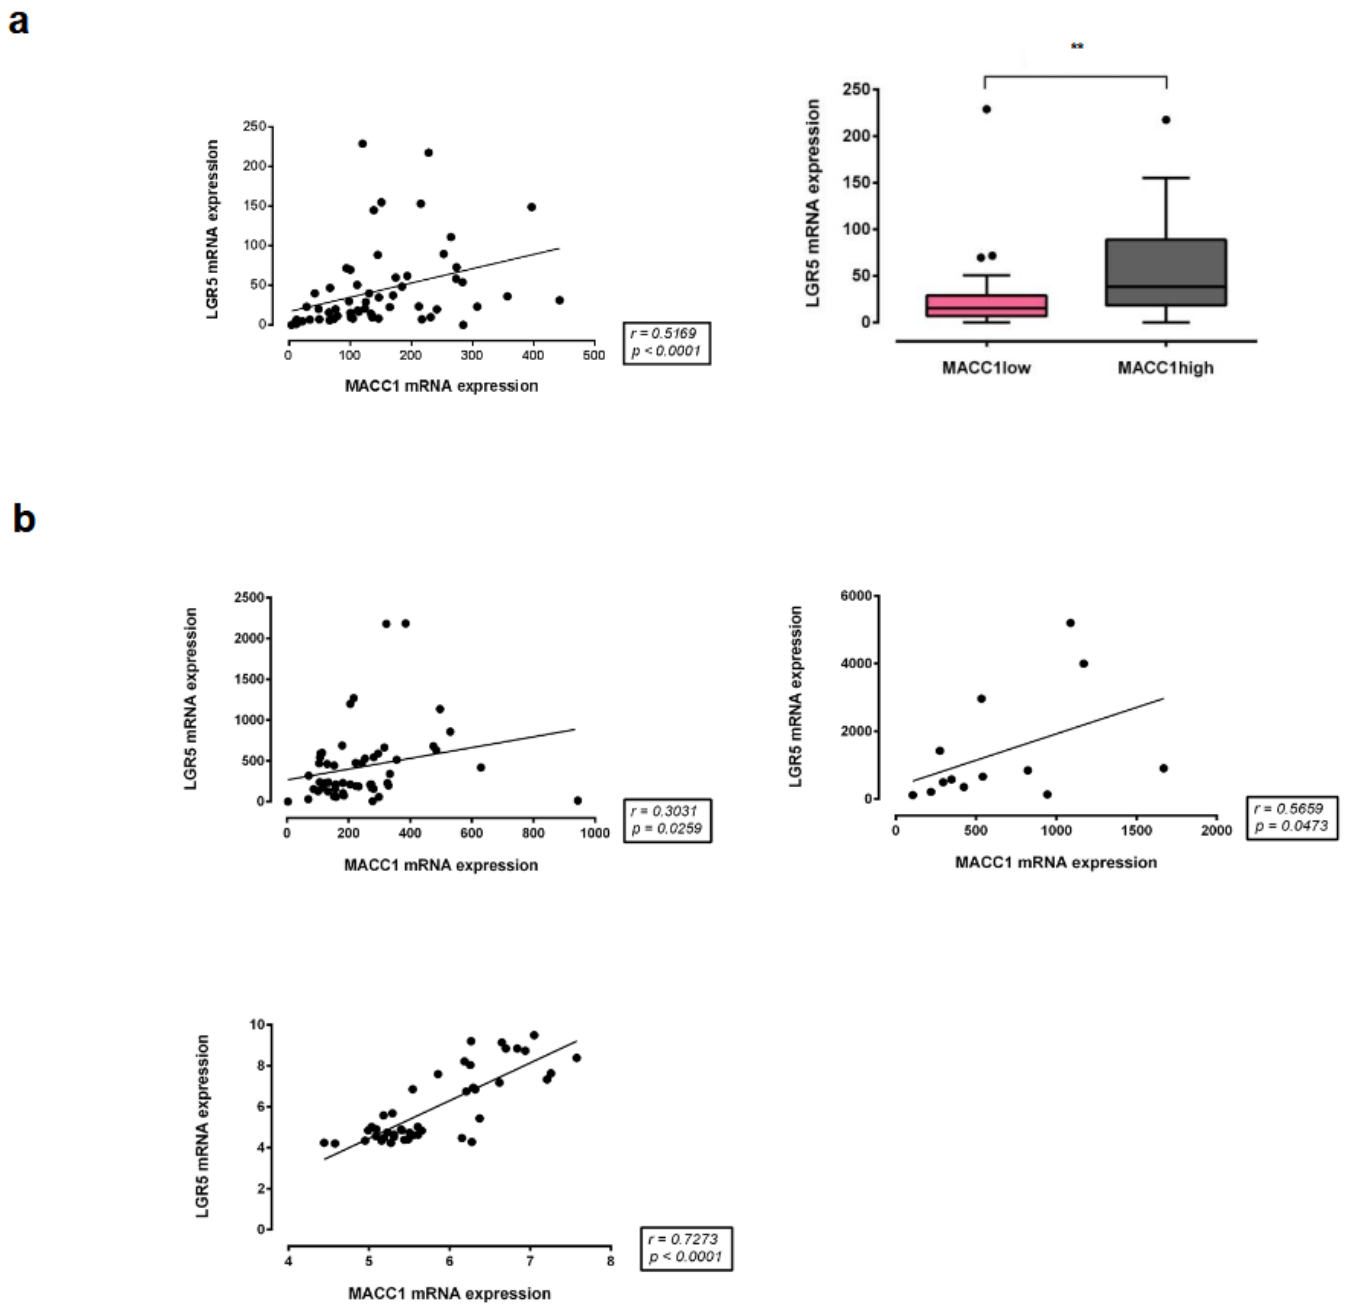 a
250
200
150
100
50
0
LGR5 mRNA expression
0 100 200 300 400 500
MACC1 mRNA expression
r = 0.5169
p < 0.0001
**
250
200
150
100
50
0
LGR5 mRNA expression
MACC1low MACC1high
b
2500
2000
1500
1000
500
0
LGR5 mRNA expression
0 200 400 600 800 1000
MACC1 mRNA expression
r = 0.3031
p = 0.0259
6000
4000
2000
0
LGR5 mRNA expression
0 500 1000 1500 2000
MACC1 mRNA expression
r = 0.5659
p = 0.0473
10
8
6
4
2
0
LGR5 mRNA expression
4 5 6 7 8
MACC1 mRNA expression
r = 0.7273
p < 0.0001